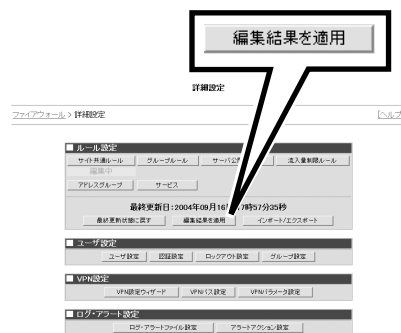 編集結果を適用
詳細設定
ファイアウォール > 詳細設定
[ヘルプ
■ ルール設定
サイト共通ルール グループルール サーバ公 流入量制限ルール
編集中
アドレスグループ サービス
最終更新日:2004年09月16 7時57分35秒
最終更新状態に戻す 編集結果を適用 インポート/エクスポート
■ ユーザ設定
ユーザ設定 認証設定 ロックアウト設定 グループ設定
■ VPN設定
VPN設定ウィザード VPNパス設定 VPNパラメータ設定
■ ログ・アラート設定
ログ・アラートファイル設定 アラートアクション設定